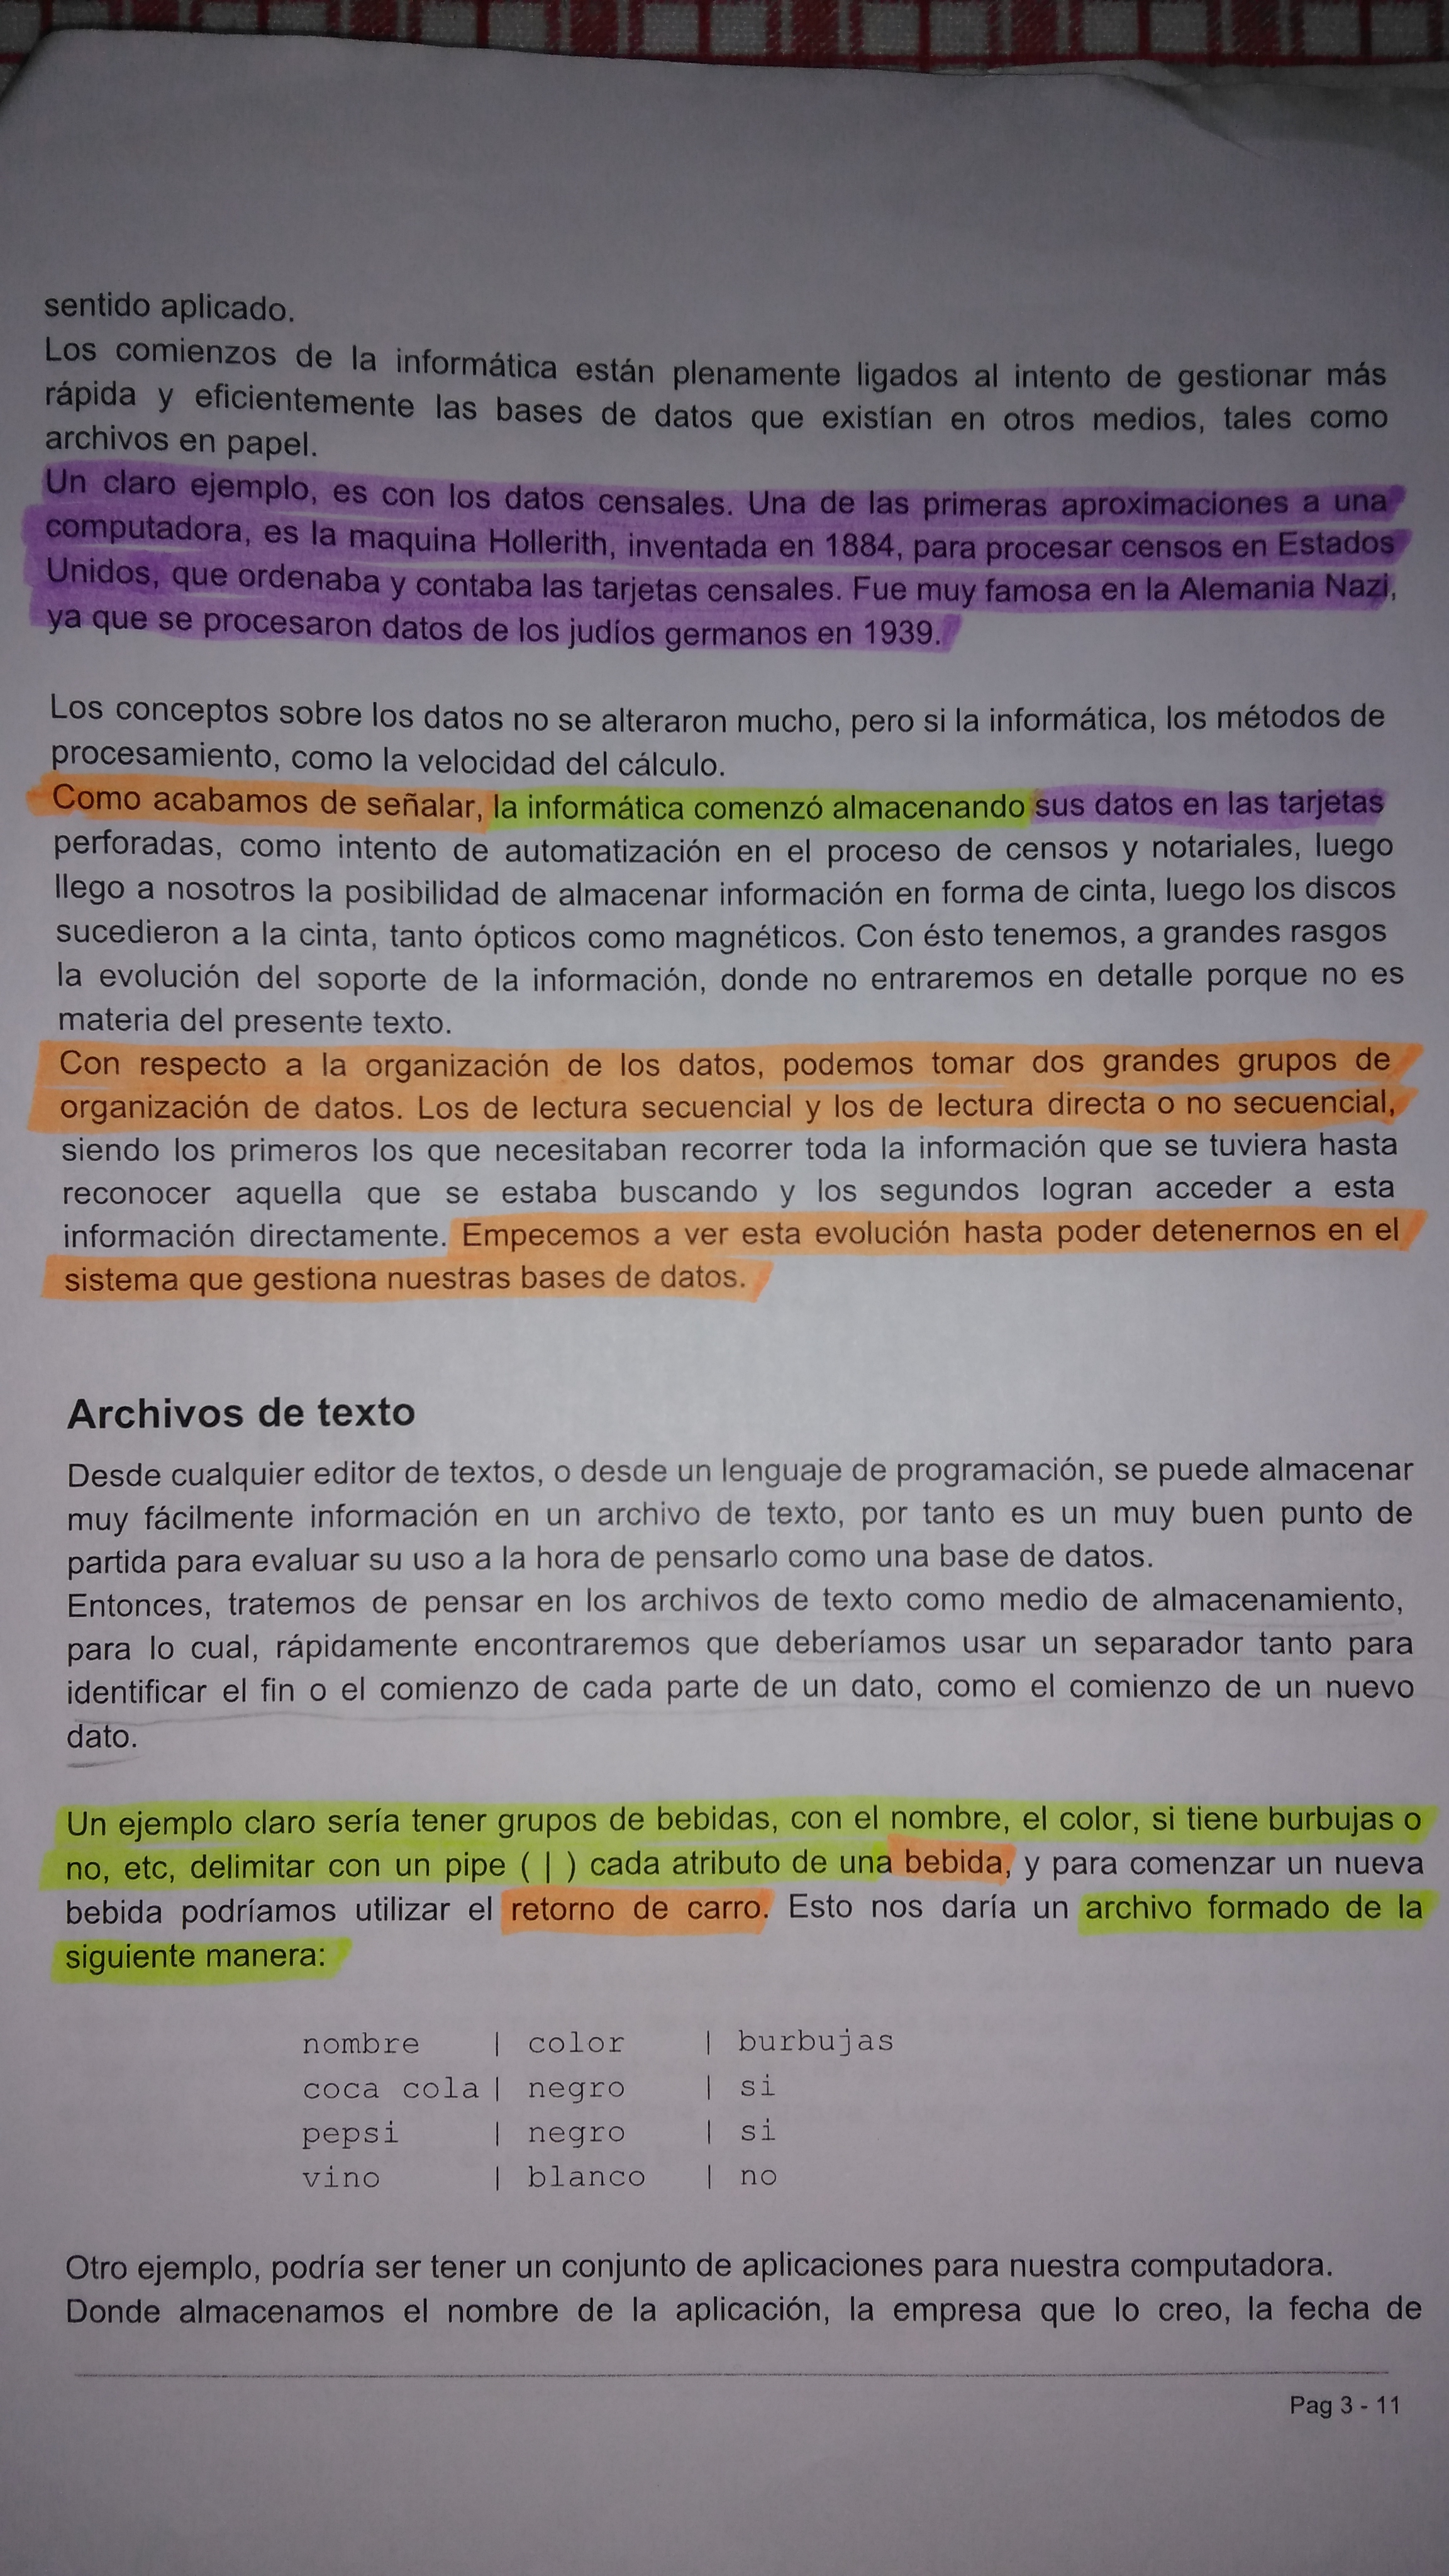 sentido aplicado.
Los comienzos de la informática están plenamente ligados al intento de gestionar más
rápida y eficientemente las bases de datos que existían en otros medios, tales como
archivos en papel.
Un claro ejemplo, es con los datos censales. Una de las primeras aproximaciones a una
computadora, es la maquina Hollerith, inventada en 1884, para procesar censos en Estados
Unidos, que ordenaba y contaba las tarjetas censales. Fue muy famosa en la Alemania Nazi,
ya que se procesaron datos de los judíos germanos en 1939.
Los conceptos sobre los datos no se alteraron mucho, pero si la informática, los métodos de
procesamiento, como la velocidad del cálculo.
Como acabamos de señalar, la informática comenzó almacenando sus datos en las tarjetas
perforadas, como intento de automatización en el proceso de censos y notariales, luego
llego a nosotros la posibilidad de almacenar información en forma de cinta, luego los discos
sucedieron a la cinta, tanto ópticos como magnéticos. Con ésto tenemos, a grandes rasgos
la evolución del soporte de la información, donde no entraremos en detalle porque no es
materia del presente texto.
Con respecto a la organización de los datos, podemos tomar dos grandes grupos de
organización de datos. Los de lectura secuencial y los de lectura directa o no secuencial,
siendo los primeros los que necesitaban recorrer toda la información que se tuviera hasta
reconocer aquella que se estaba buscando y los segundos logran acceder a esta
información directamente. Empecemos a ver esta evolución hasta poder detenernos en el
sistema que gestiona nuestras bases de datos.
Archivos de texto
Desde cualquier editor de textos, o desde un lenguaje de programación, se puede almacenar
muy fácilmente información en un archivo de texto, por tanto es un muy buen punto de
partida para evaluar su uso a la hora de pensarlo como una base de datos.
Entonces, tratemos de pensar en los archivos de texto como medio de almacenamiento,
para lo cual, rápidamente encontraremos que deberíamos usar un separador tanto para
identificar el fin o el comienzo de cada parte de un dato, como el comienzo de un nuevo
dato.
Un ejemplo claro sería tener grupos de bebidas, con el nombre, el color, si tiene burbujas o
no, etc, delimitar con un pipe ( | ) cada atributo de una bebida, y para comenzar un nueva
bebida podríamos utilizar el retorno de carro. Esto nos daría un archivo formado de la
siguiente manera:
nombre | color | burbujas
coca cola | negro | si
pepsi | negro | si
vino | blanco | no
Otro ejemplo, podría ser tener un conjunto de aplicaciones para nuestra computadora.
Donde almacenamos el nombre de la aplicación, la empresa que lo creo, la fecha de
Pag 3 - 11